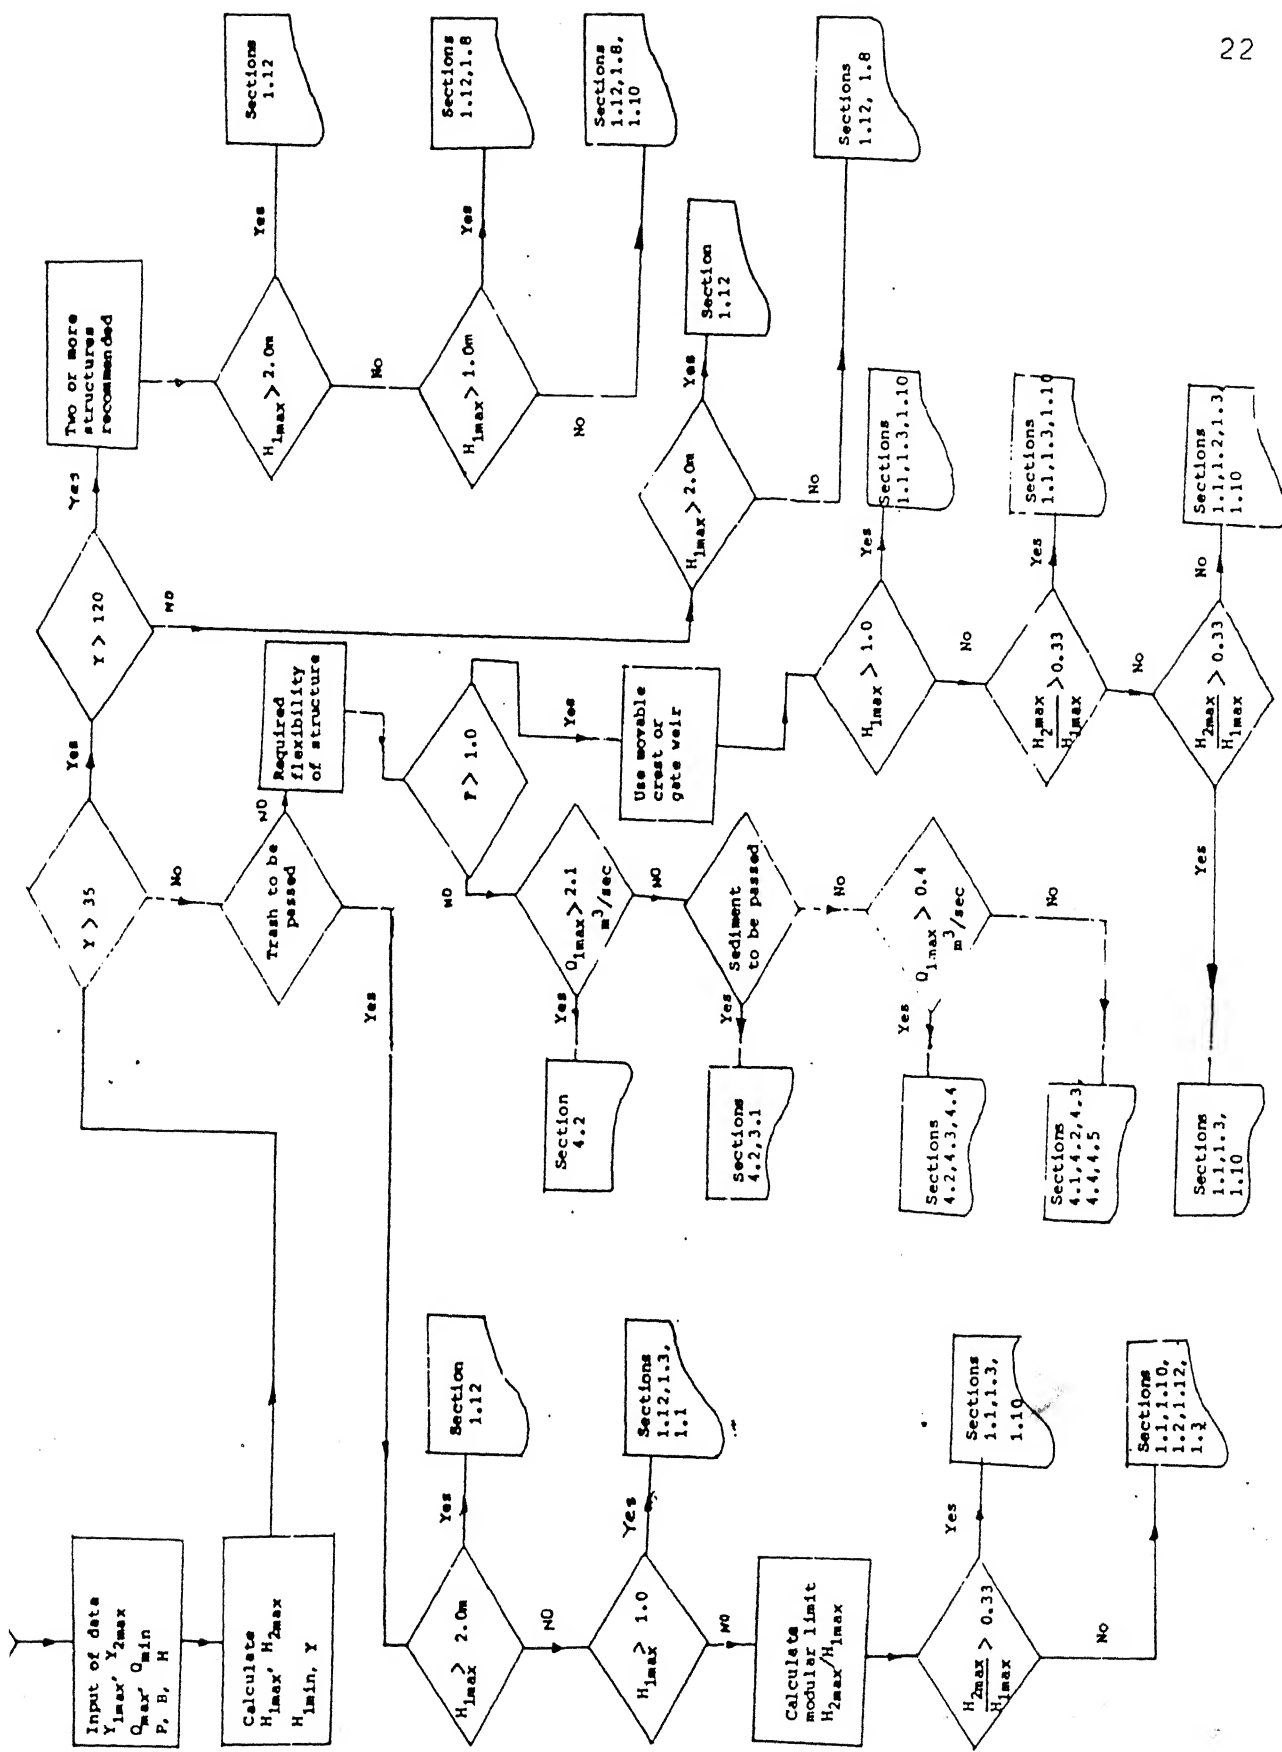 22
Input of data
Y1max, Y2max
Qmax, Qmin
P, B, H
Calculate
H1max, H2max
H1min, Y
Y > 35
Yes
No
Y > 120
Yes
NO
Two or more
structures
recommended
H1max > 2.0m
Yes
No
Sections
1.12
H1max > 1.0m
Yes
No
Sections
1.12,1.8
Sections
1.12,1.8,
1.10
H1max > 2.0m
Yes
No
Section
1.12
Sections
1.12, 1.8
Trash to be
passed
NO
Yes
Required
flexibility
of structure
> 1.0
NO
Yes
Use movable
crest or
gate weir
H1max > 1.0
Yes
No
Sections
1.1,1.3,1.10
H2max
H1max
> 0.33
Yes
No
Sections
1.1,1.3,1.10
H2max
H1max
> 0.33
No
Yes
Sections
1.1,1.2,1.3,
1.10
Sections
1.1,1.3,
1.10
Q1max > 2.1
m³/sec
Yes
NO
Section
4.2
Sediment
to be passed
Yes
No
Sections
4.2,3.1
Q1max > 0.4
m³/sec
Yes
No
Sections
4.2,4.3,4.4
Sections
4.1,4.2,4.3,
4.4,4.5
H1max > 2.0m
Yes
NO
Section
1.12
H1max > 1.0
Yes
NO
Sections
1.12,1.3,
1.1
Calculate
modular limit
H2max/H1max
H2max
H1max
> 0.33
Yes
No
Sections
1.1,1.3,
1.10
Sections
1.1,1.10,
1.2,1.12,
1.3